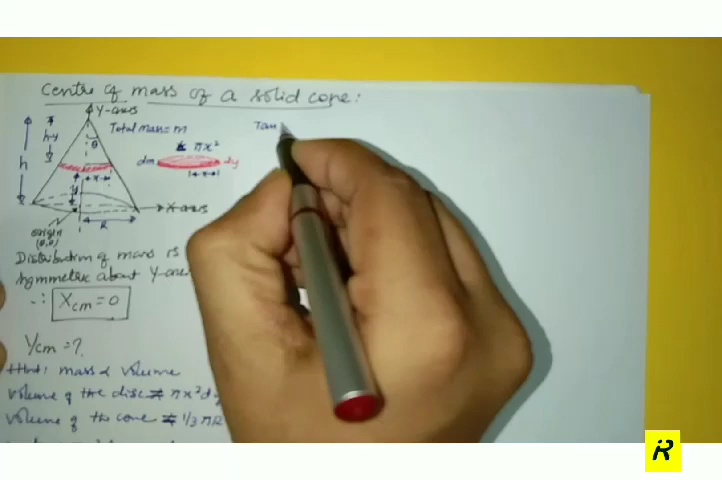 Centre of mass of a solid cone:
Y-axis
Total mass = m
Tan
h-y
θ
πx²
h
dm
dy
x
x
y
X-axis
R
origin
(0,0)
Distribution of mass is
symmetric about Y-axis
∴ Xcm = 0
Ycm = ?
Hint: mass ∝ volume
volume of the disc = πx²dy
volume of the cone = 1/3 πR
R